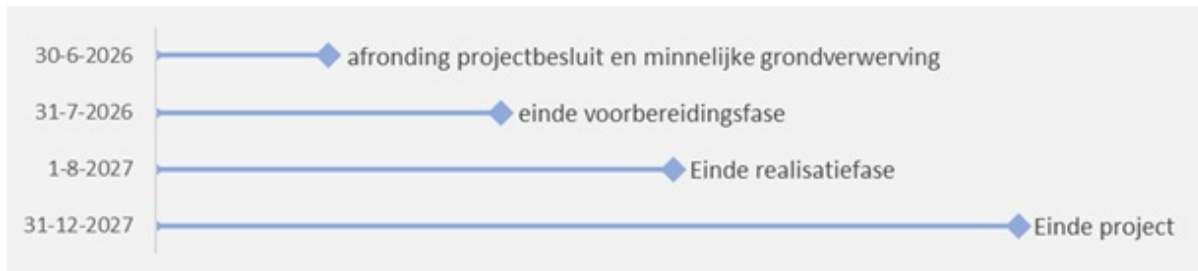 30-6-2026 afronding projectbesluit en minnelijke grondverwerving
31-7-2026 einde voorbereidingsfase
1-8-2027 Einde realisatiefase
31-12-2027 Einde project